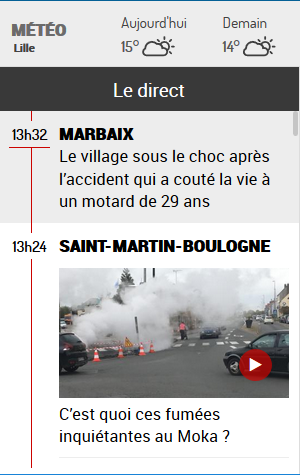 MÉTÉO
Lille
Aujourd'hui
15°
Demain
14°
Le direct
13h32
MARBAIX
Le village sous le choc après
l'accident qui a couté la vie à
un motard de 29 ans
13h24
SAINT-MARTIN-BOULOGNE
C'est quoi ces fumées
inquiétantes au Moka ?